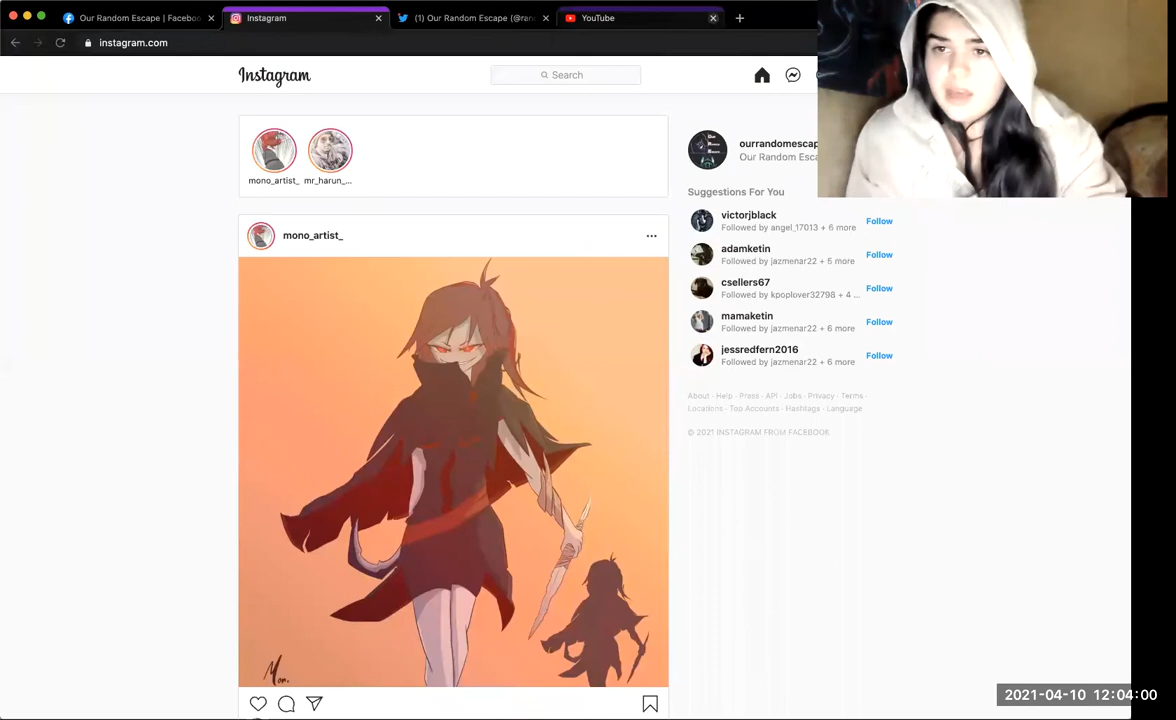 Our Random Escape | Faceboo
Instagram
(1) Our Random Escape (@ran
YouTube
instagram.com
Instagram
Search
mono_artist_
mr_harun_...
ourrandomescap
Our Random Esca
Suggestions For You
victorjblack
Followed by angel_17013 + 6 more
Follow
adamketin
Followed by jazmenar22 + 5 more
Follow
csellers67
Followed by kpoplover32798 + 4 ...
Follow
mamaketin
Followed by jazmenar22 + 6 more
Follow
jessredfern2016
Followed by jazmenar22 + 6 more
Follow
About · Help · Press · API · Jobs · Privacy · Terms ·
Locations · Top Accounts · Hashtags · Language
© 2021 INSTAGRAM FROM FACEBOOK
mono_artist_
Mon.
2021-04-10 12:04:00